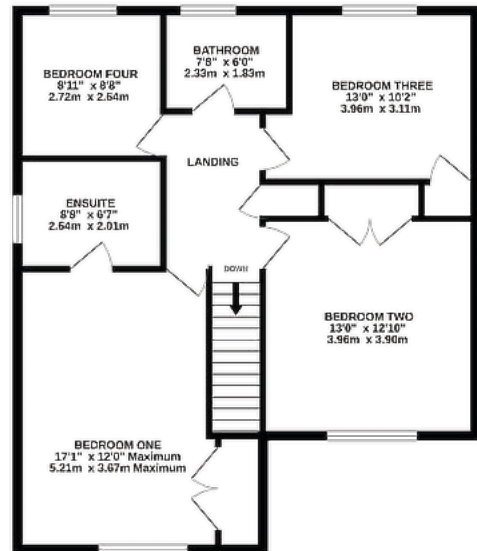 BATHROOM
7'8" x 6'0"
2.33m x 1.83m
BEDROOM FOUR
8'11" x 8'8"
2.72m x 2.64m
BEDROOM THREE
13'0" x 10'2"
3.96m x 3.11m
LANDING
ENSUITE
8'8" x 6'7"
2.64m x 2.01m
DOWN
BEDROOM TWO
13'0" x 12'10"
3.96m x 3.90m
BEDROOM ONE
17'1" x 12'0" Maximum
5.21m x 3.67m Maximum